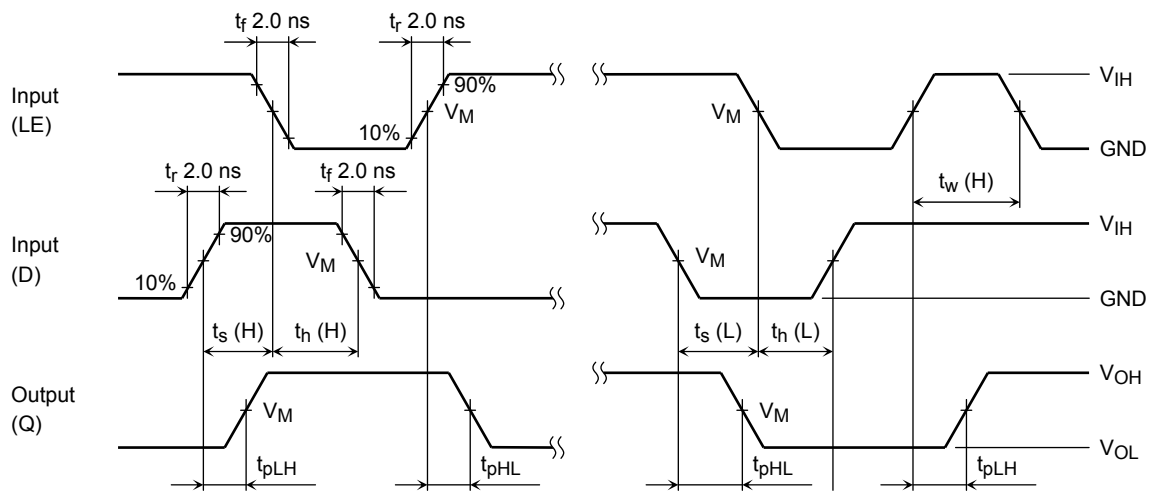 tf 2.0 ns
tr 2.0 ns
Input
(LE)
90%
VM
10%
VM
VIH
GND
tr 2.0 ns
tf 2.0 ns
tw (H)
Input
(D)
90%
VM
10%
VM
VIH
GND
ts (H)
th (H)
ts (L)
th (L)
Output
(Q)
VM
VM
VOH
VOL
tpLH
tpHL
tpHL
tpLH